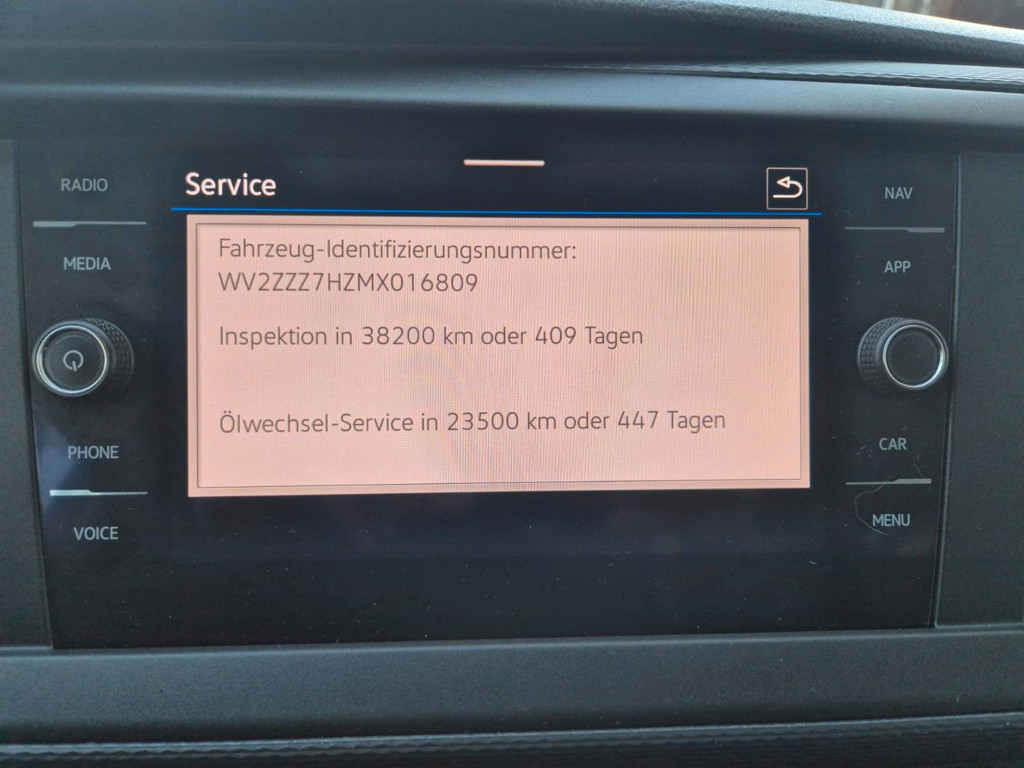 RADIO
MEDIA
PHONE
VOICE
Service
Fahrzeug-Identifizierungsnummer:
WV2ZZZ7HZMX016809
Inspektion in 38200 km oder 409 Tagen
Ölwechsel-Service in 23500 km oder 447 Tagen
NAV
APP
CAR
MENU